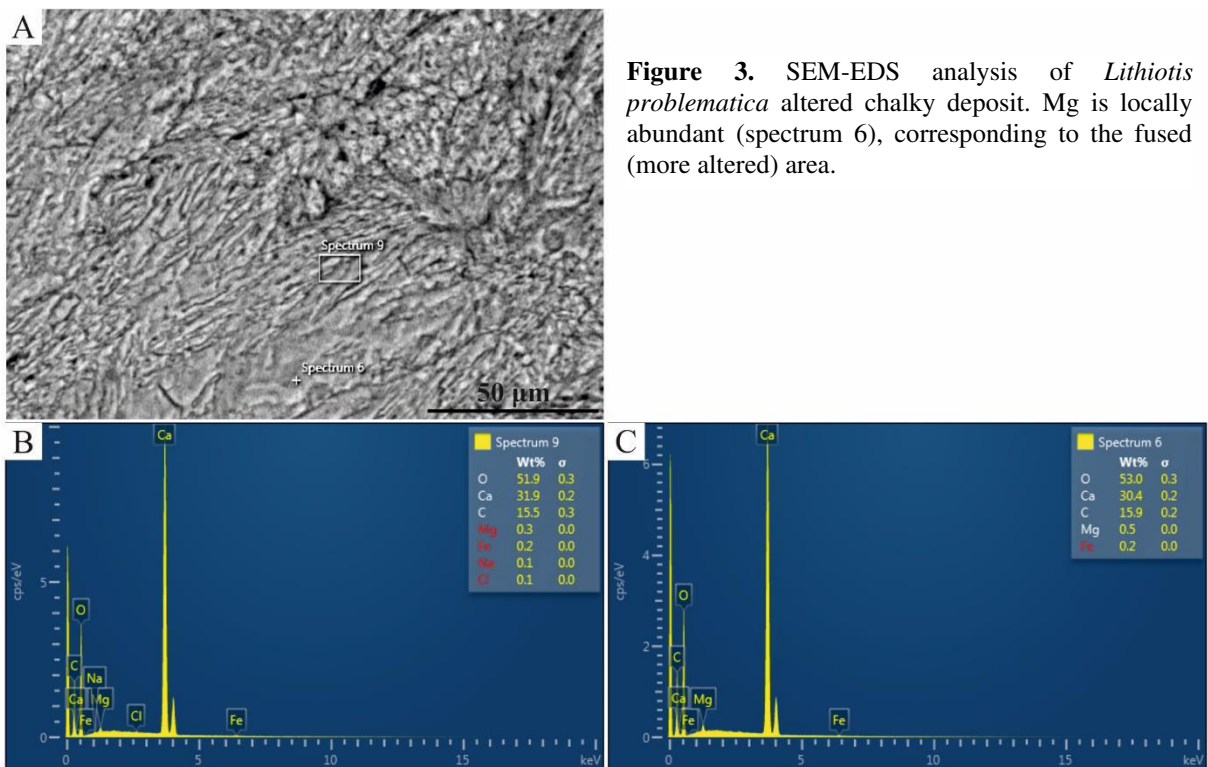 A
Spectrum 9
Spectrum 6
50 µm
Figure 3. SEM-EDS analysis of Lithiotis
problematica altered chalky deposit. Mg is locally
abundant (spectrum 6), corresponding to the fused
(more altered) area.
B
Ca
O
C
Na
Ca
Mg
Fe
Cl
Fe
cps/eV
5
0
0
5
10
15
keV
Spectrum 9
Wt% σ
O 51.9 0.3
Ca 31.9 0.2
C 15.5 0.3
Mg 0.3 0.0
Fe 0.2 0.0
Na 0.1 0.0
Cl 0.1 0.0
C
Ca
O
C
Ca
Mg
Fe
Fe
cps/eV
6
4
2
0
0
5
10
15
keV
Spectrum 6
Wt% σ
O 53.0 0.3
Ca 30.4 0.2
C 15.9 0.2
Mg 0.5 0.0
Fe 0.2 0.0